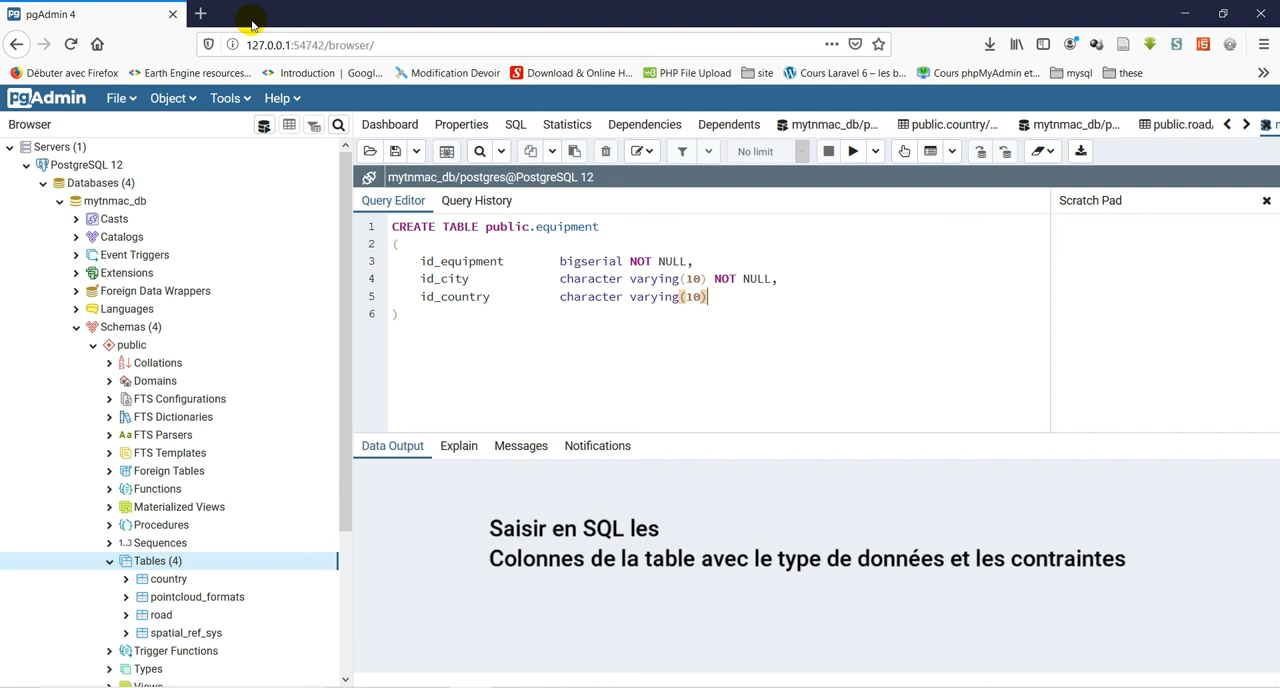 pgAdmin 4
127.0.0.1:54742/browser/
Débuter avec Firefox
Earth Engine resources...
Introduction | Googl...
Modification Devoir
Download & Online H...
PHP File Upload
site
Cours Laravel 6 – les b...
Cours phpMyAdmin et...
mysql
these
pgAdmin
File
Object
Tools
Help
Browser
Dashboard
Properties
SQL
Statistics
Dependencies
Dependents
mytnmac_db/p...
public.country/...
mytnmac_db/p...
public.road/
No limit
mytnmac_db/postgres@PostgreSQL 12
Query Editor
Query History
Scratch Pad
1 CREATE TABLE public.equipment
2 (
3 id_equipment bigserial NOT NULL,
4 id_city character varying(10) NOT NULL,
5 id_country character varying(10)
6 )
Servers (1)
PostgreSQL 12
Databases (4)
mytnmac_db
Casts
Catalogs
Event Triggers
Extensions
Foreign Data Wrappers
Languages
Schemas (4)
public
Collations
Domains
FTS Configurations
FTS Dictionaries
FTS Parsers
FTS Templates
Foreign Tables
Functions
Materialized Views
Procedures
1..3 Sequences
Tables (4)
country
pointcloud_formats
road
spatial_ref_sys
Trigger Functions
Types
Views
Data Output
Explain
Messages
Notifications
Saisir en SQL les
Colonnes de la table avec le type de données et les contraintes